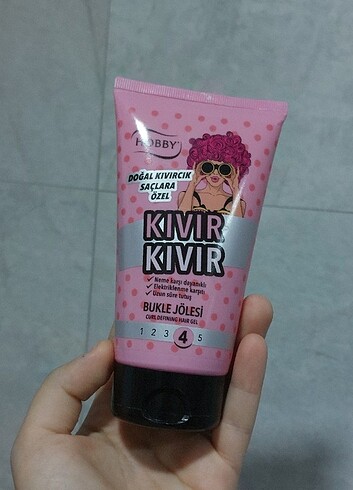 HOBBY
DOĞAL KIVIRCIK
SAÇLARA
ÖZEL
KIVIR
KIVIR
✓ Neme karşı dayanıklı
✓ Elektriklenme karşıtı
✓ Uzun süre tutuş
BUKLE JÖLESİ
CURL DEFINING HAIR GEL
1 2 3 4 5